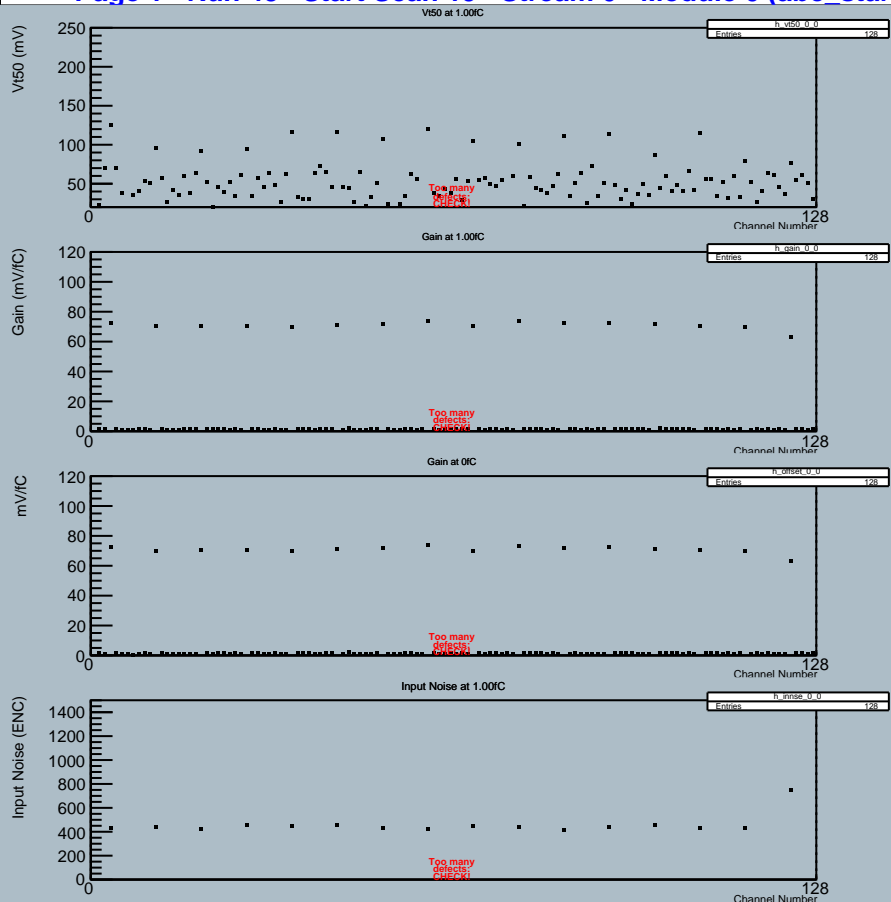 Vt50 at 1.00fC
h_vt50_0_0
Entries 128
Vt50 (mV)
250
200
150
100
50
Too many
defects:
CHECK!
0
128
Channel Number
Gain at 1.00fC
h_gain_0_0
Entries 128
Gain (mV/fC)
120
100
80
60
40
20
0
Too many
defects:
CHECK!
0
128
Channel Number
Gain at 0fC
h_offset_0_0
Entries 128
mV/fC
120
100
80
60
40
20
0
Too many
defects:
CHECK!
0
128
Channel Number
Input Noise at 1.00fC
h_innse_0_0
Entries 128
Input Noise (ENC)
1400
1200
1000
800
600
400
200
0
Too many
defects:
CHECK!
0
128
Channel Number